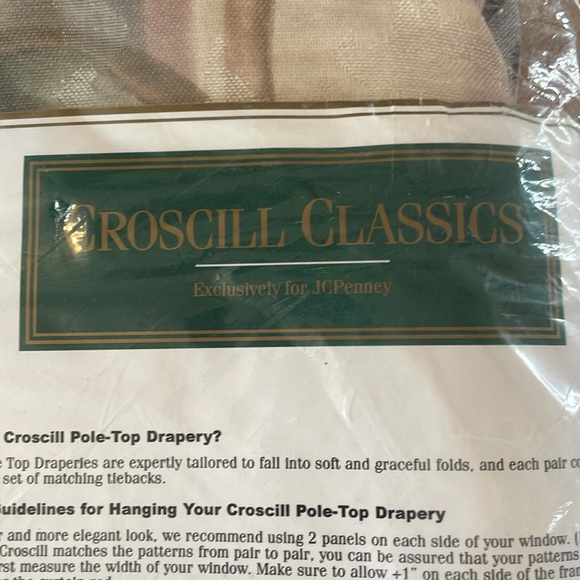 CROSCILL CLASSICS
Exclusively for JCPenney
Croscill Pole-Top Drapery?
Top Draperies are expertly tailored to fall into soft and graceful folds, and each pair
set of matching tiebacks.
Guidelines for Hanging Your Croscill Pole-Top Drapery
and more elegant look, we recommend using 2 panels on each side of your window.
Croscill matches the patterns from pair to pair, you can be assured that your patterns
measure the width of your window. Make sure to allow +1" on each side of the